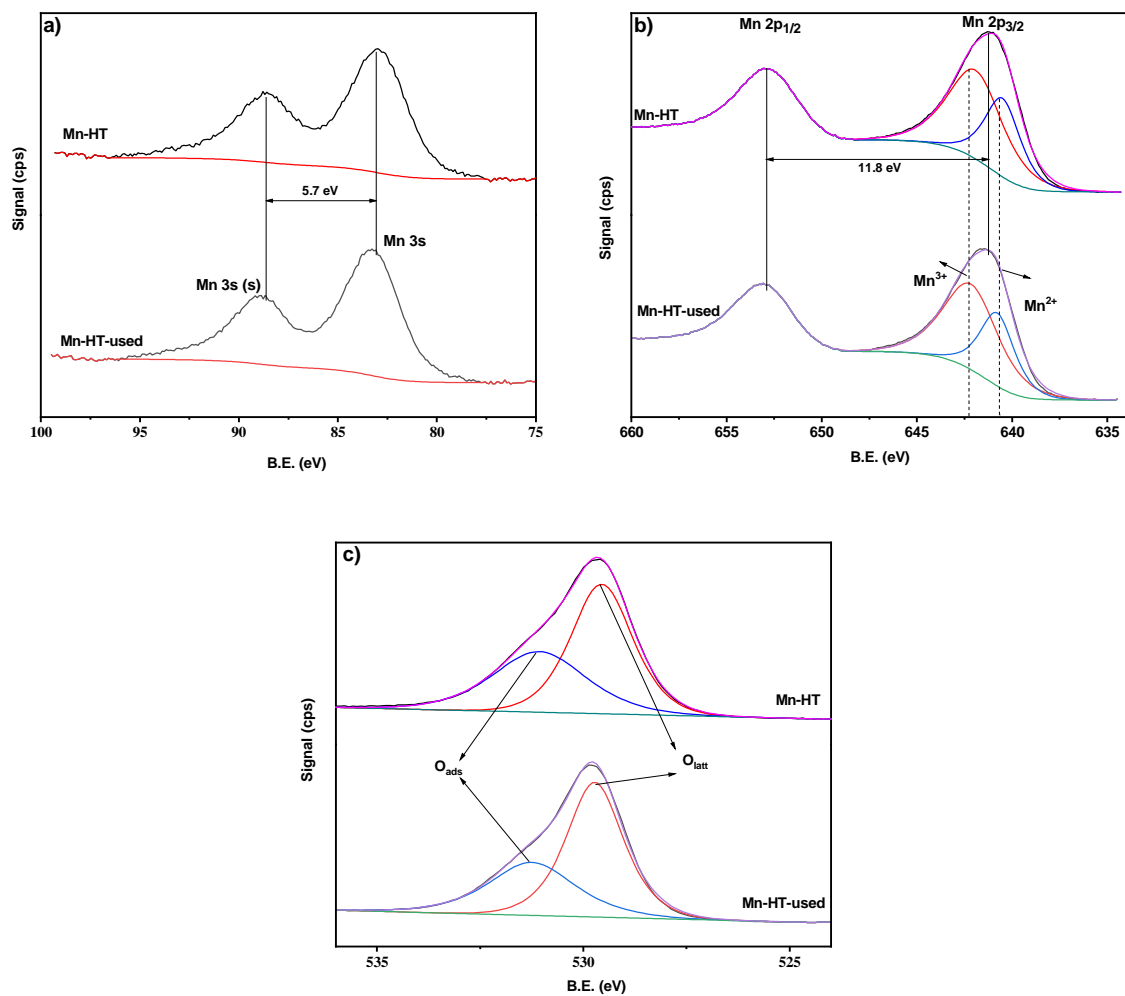 a)
Mn-HT
5.7 eV
Mn 3s
Mn 3s (s)
Mn-HT-used
Signal (cps)
100 95 90 85 80 75
B.E. (eV)
b)
Mn 2p1/2
Mn 2p3/2
Mn-HT
11.8 eV
Mn3+
Mn2+
Mn-HT-used
Signal (cps)
660 655 650 645 640 635
B.E. (eV)
c)
Mn-HT
Oads
Olatt
Mn-HT-used
Signal (cps)
535 530 525
B.E. (eV)